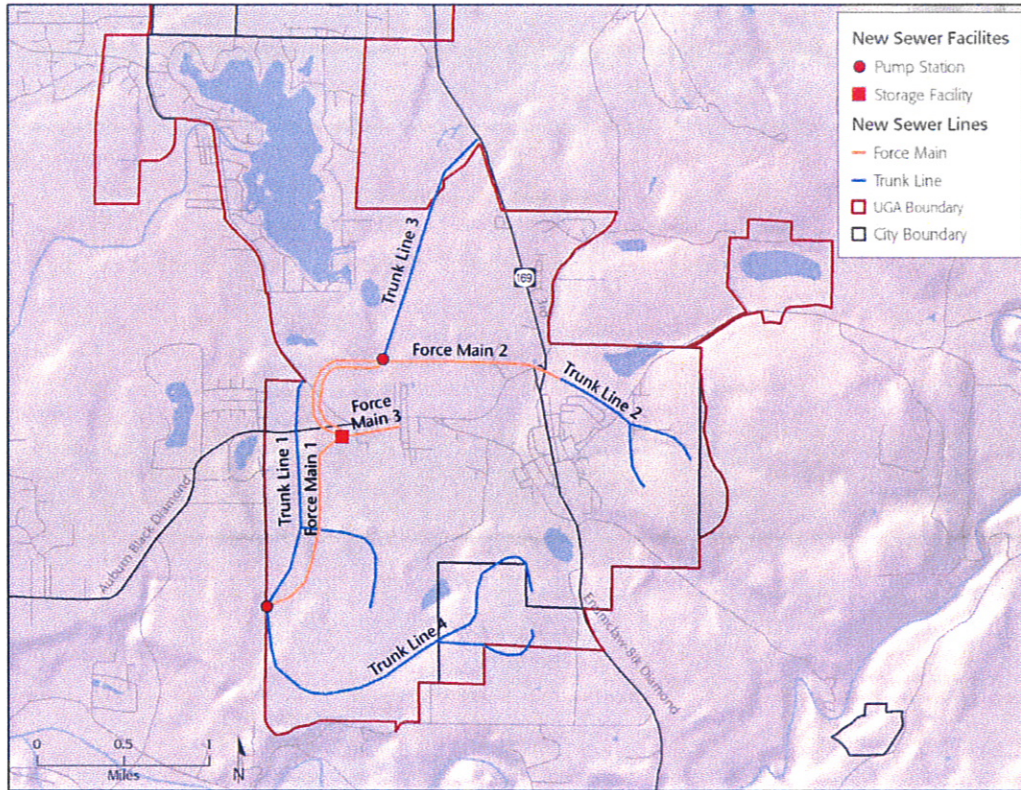 New Sewer Facilites
Pump Station
Storage Facility
New Sewer Lines
Force Main
Trunk Line
UGA Boundary
City Boundary
Trunk Line 3
169
3rd
Force Main 2
Trunk Line 2
Force
Main 3
Trunk Line 1
Force Main 1
Auburn Black Diamond
Trunk Line 4
Enumclaw-Blk Diamond
0 0.5 1
Miles
N